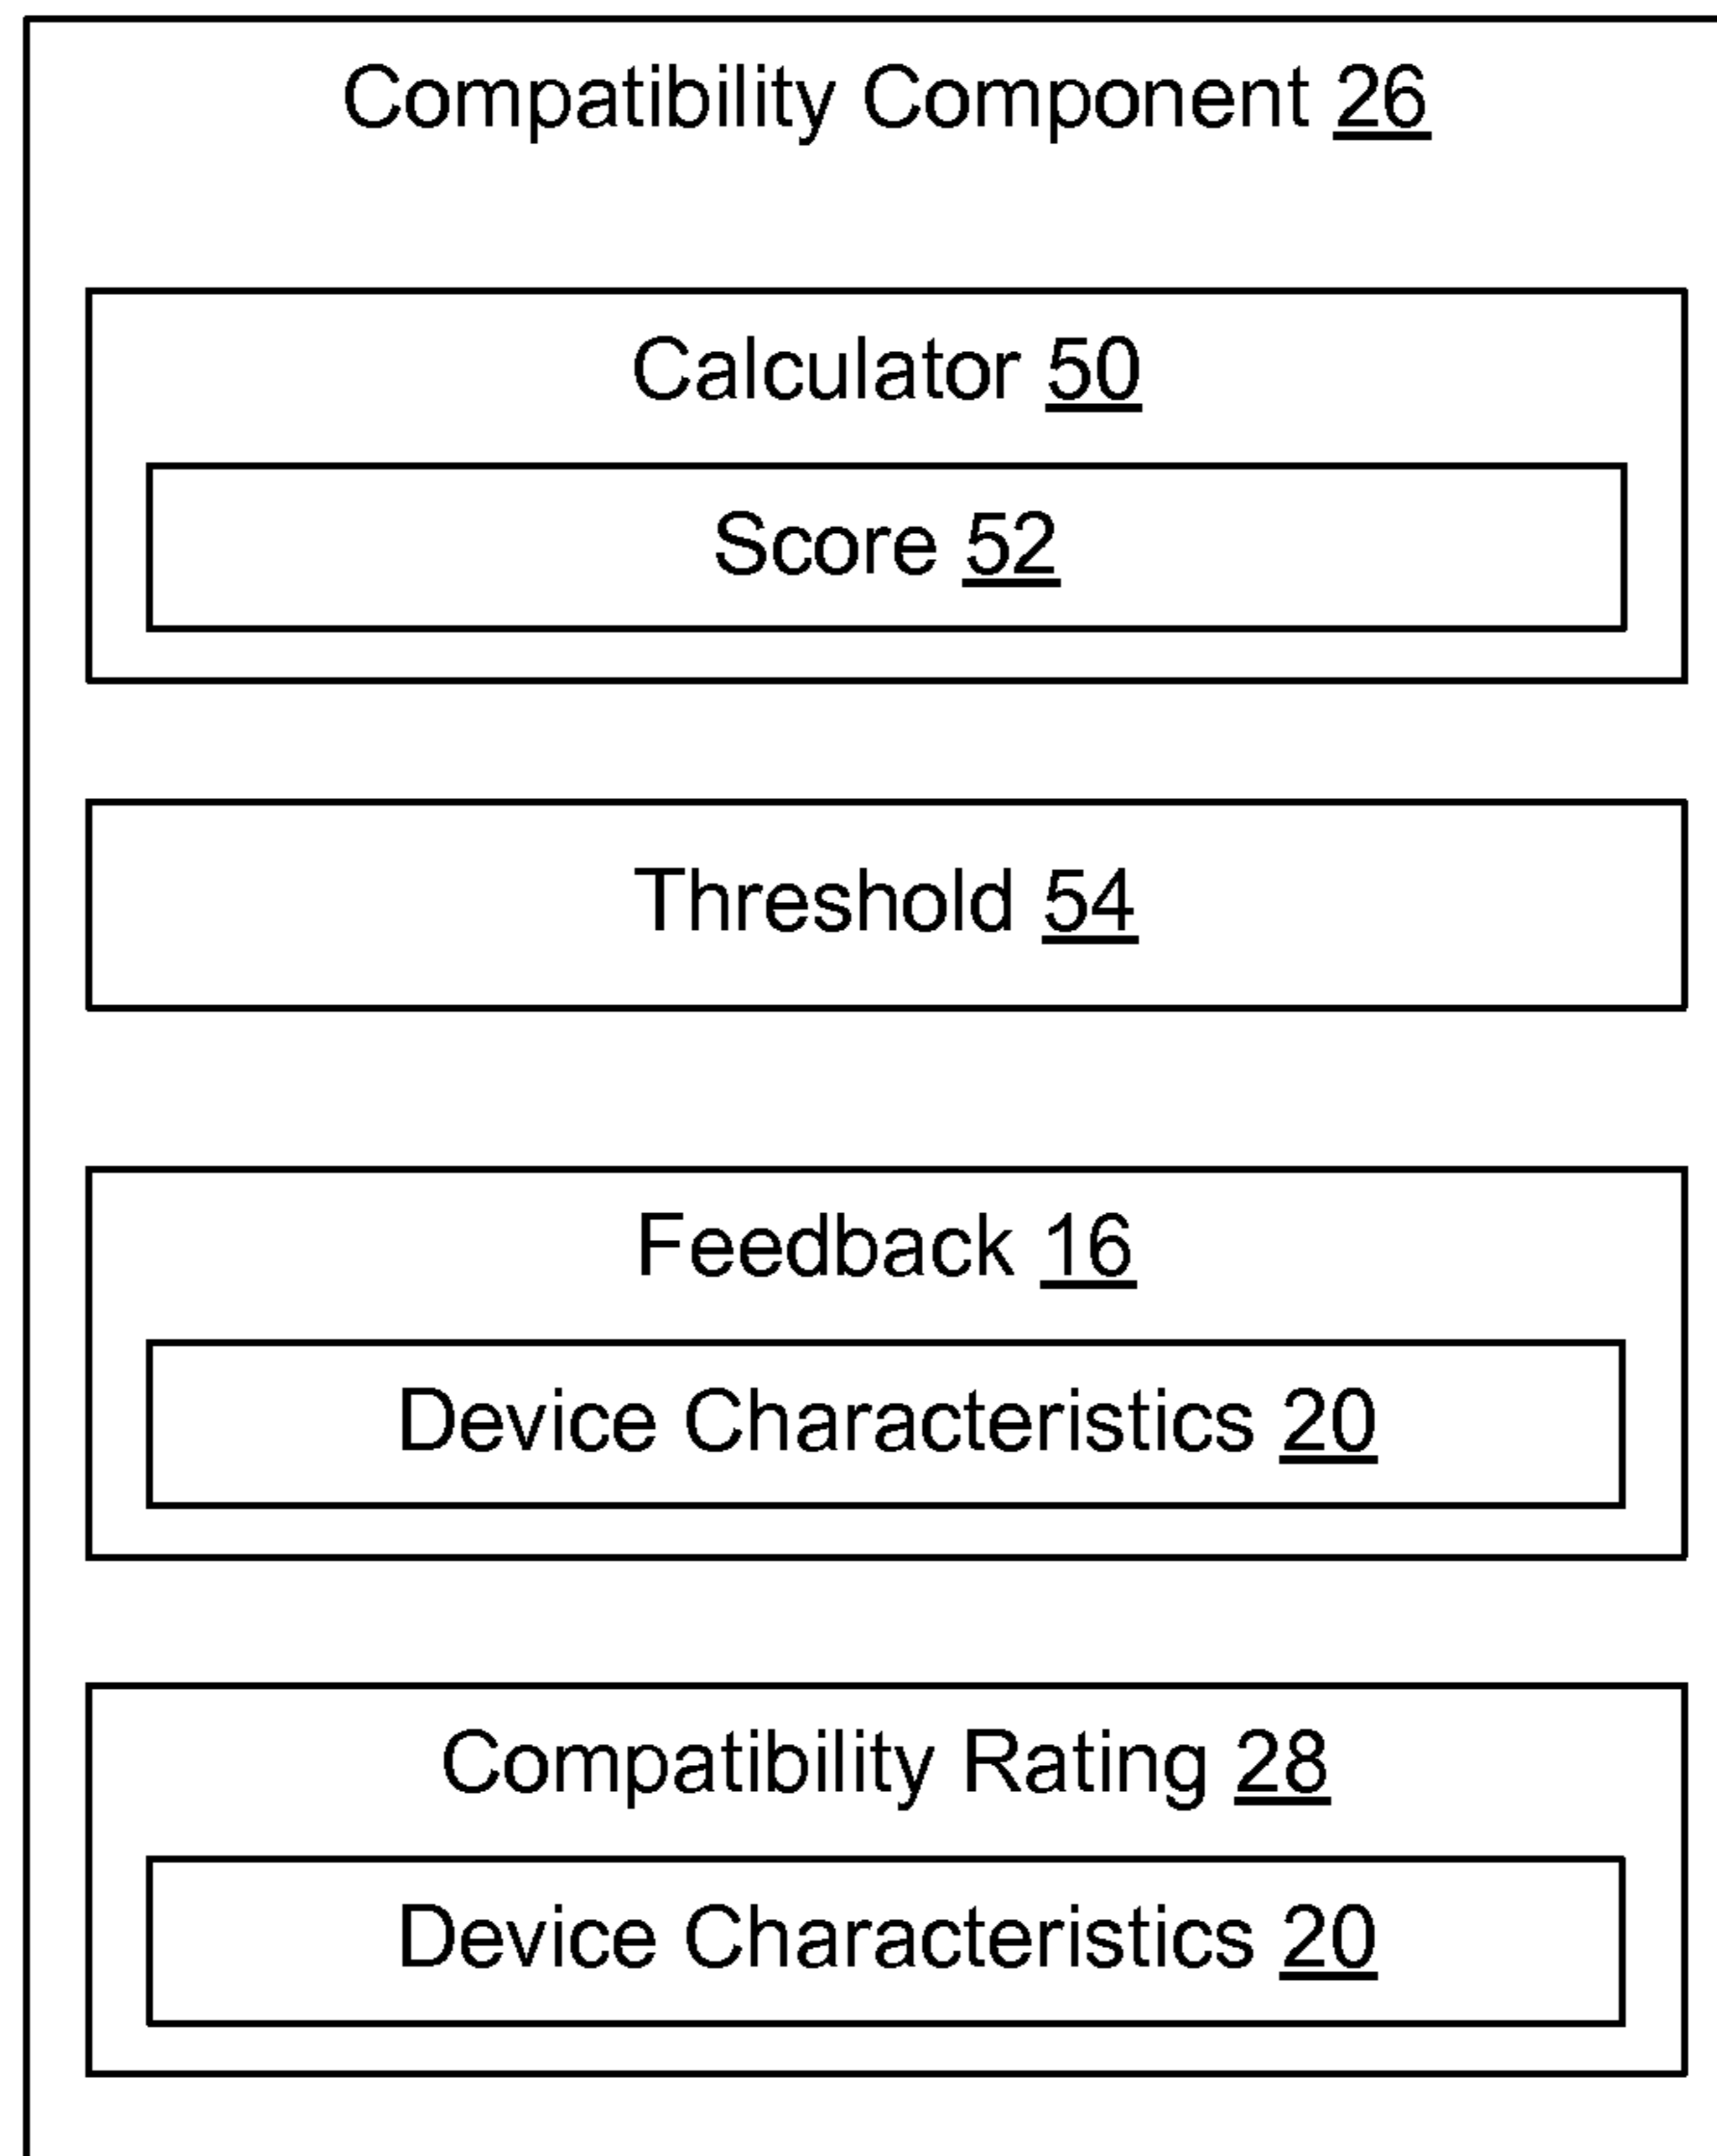 Compatibility Component 26
Calculator 50
Score 52
Threshold 54
Feedback 16
Device Characteristics 20
Compatibility Rating 28
Device Characteristics 20